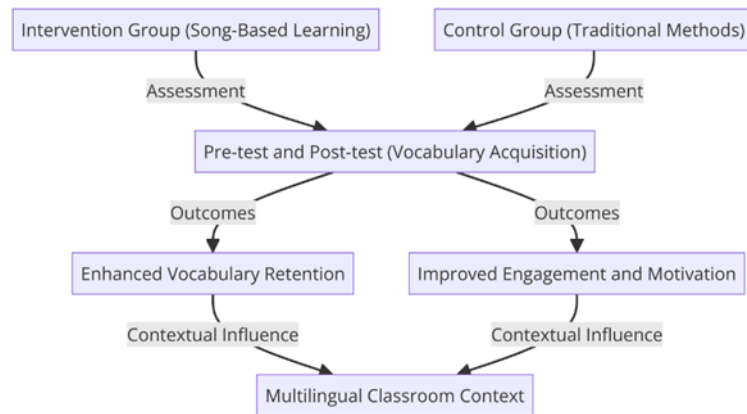 Intervention Group (Song-Based Learning)
Control Group (Traditional Methods)
Assessment
Assessment
Pre-test and Post-test (Vocabulary Acquisition)
Outcomes
Outcomes
Enhanced Vocabulary Retention
Improved Engagement and Motivation
Contextual Influence
Contextual Influence
Multilingual Classroom Context